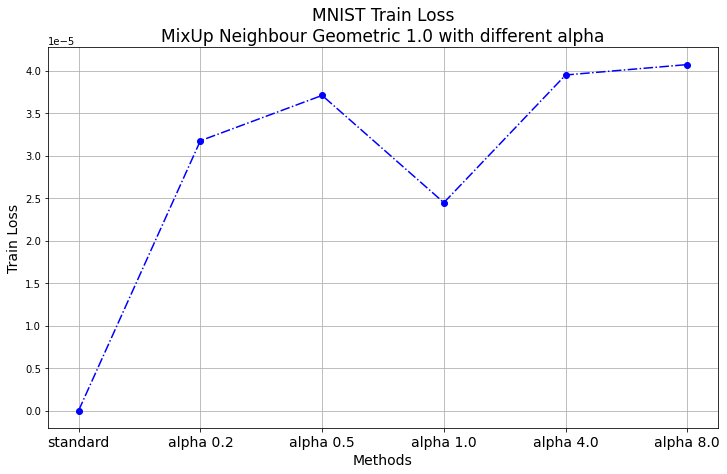 MNIST Train Loss
MixUp Neighbour Geometric 1.0 with different alpha
1e−5
4.0
3.5
3.0
2.5
2.0
1.5
1.0
0.5
0.0
Train Loss
standard alpha 0.2 alpha 0.5 alpha 1.0 alpha 4.0 alpha 8.0
Methods